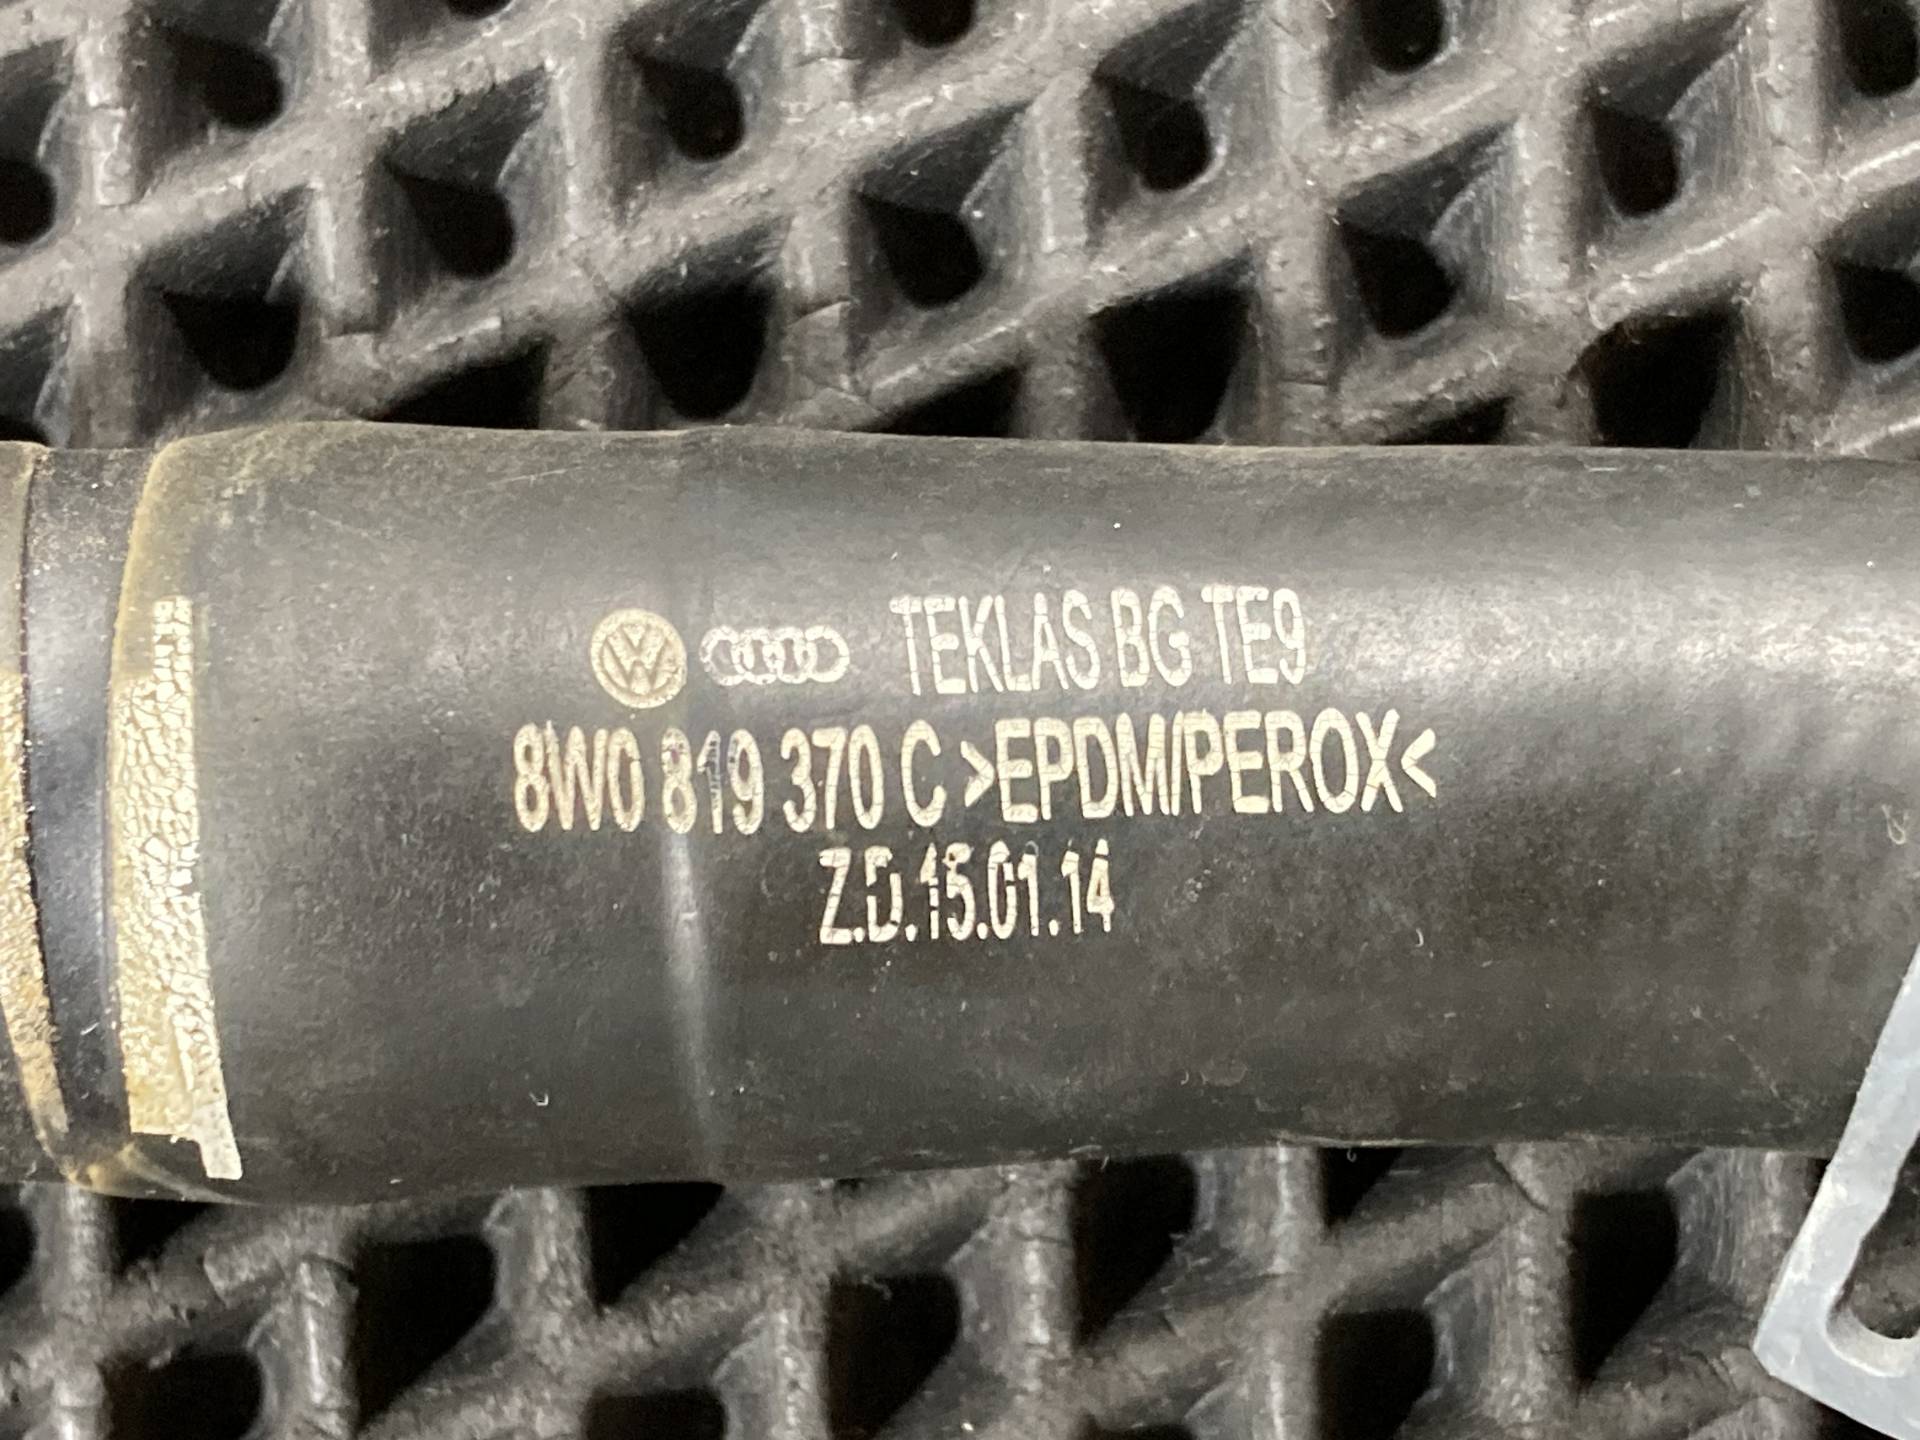 TEKLAS BG TE9
8W0 819 370 C >EPDM/PEROX<
Z.D.15.01.14